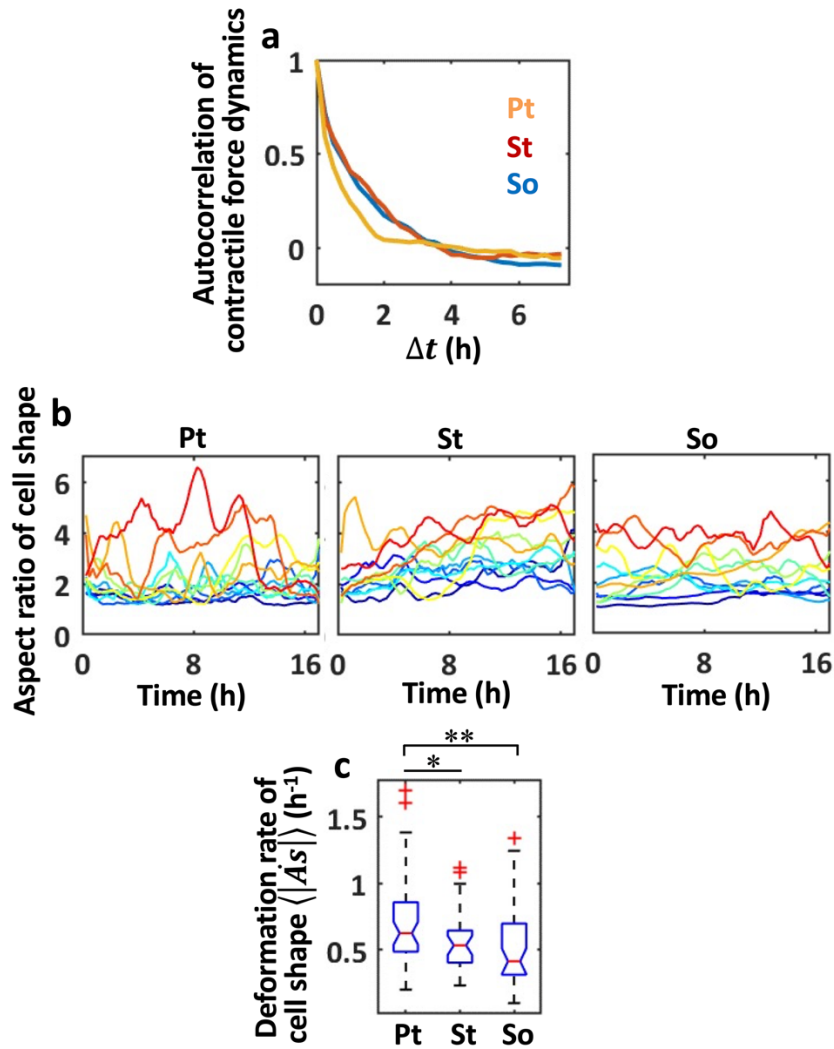 a
Autocorrelation of
contractile force dynamics
1
0.5
0
Pt
St
So
0 2 4 6
Δt (h)
b
Aspect ratio of cell shape
Pt St So
6
4
2
0
0 8 16 0 8 16 0 8 16
Time (h) Time (h) Time (h)
c
Deformation rate of
cell shape ⟨|Ȧs|⟩ (h⁻¹)
**
*
1.5
1
0.5
Pt St So